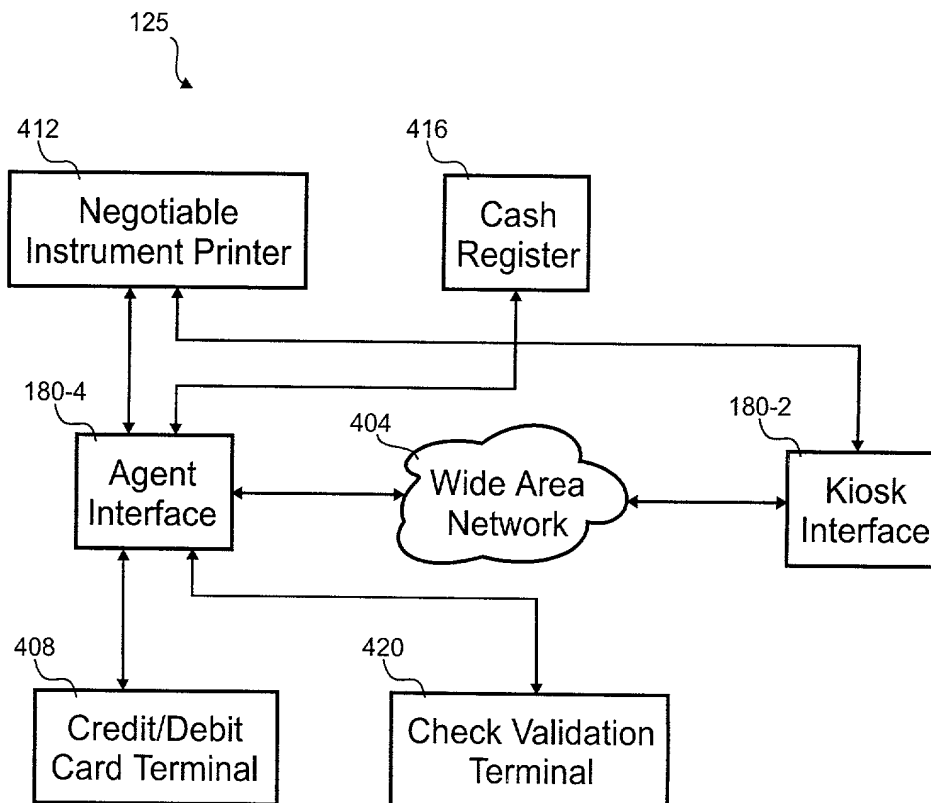 125
412
416
Negotiable
Instrument Printer
Cash
Register
180-4
404
180-2
Agent
Interface
Wide Area
Network
Kiosk
Interface
408
420
Credit/Debit
Card Terminal
Check Validation
Terminal